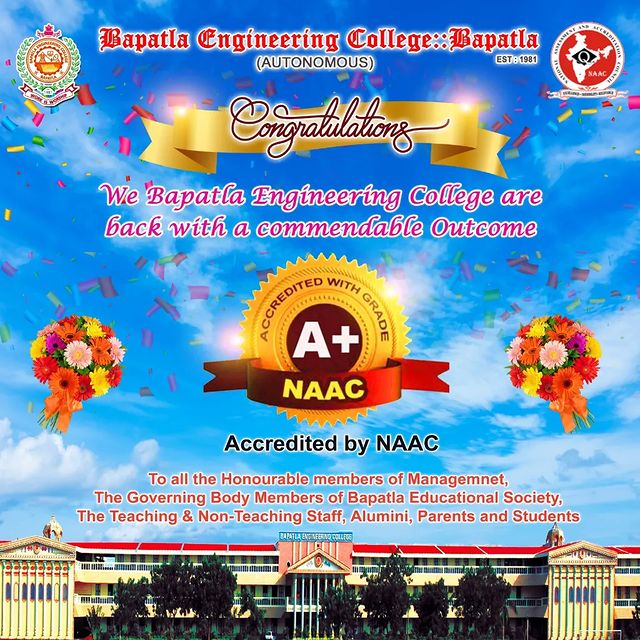 Bapatla Engineering College::Bapatla
(AUTONOMOUS)
EST : 1981
NAAC
Congratulations
We Bapatla Engineering College are
back with a commendable Outcome
ACCREDITED WITH GRADE
A+
NAAC
Accredited by NAAC
To all the Honourable members of Managemnet,
The Governing Body Members of Bapatla Educational Society,
The Teaching & Non-Teaching Staff, Alumini, Parents and Students
BAPATLA ENGINEERING COLLEGE